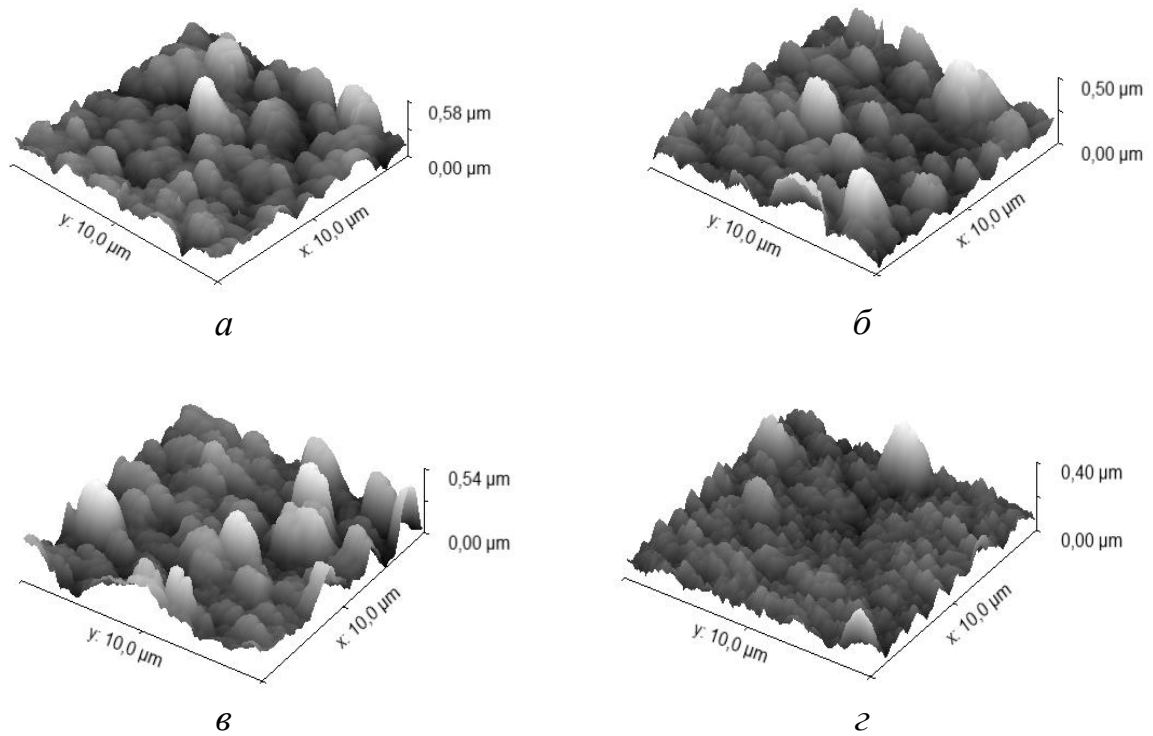 0,58 µm
0,00 µm
y: 10,0 µm
x: 10,0 µm
а
0,50 µm
0,00 µm
y: 10,0 µm
x: 10,0 µm
б
0,54 µm
0,00 µm
y: 10,0 µm
x: 10,0 µm
в
0,40 µm
0,00 µm
y: 10,0 µm
x: 10,0 µm
г